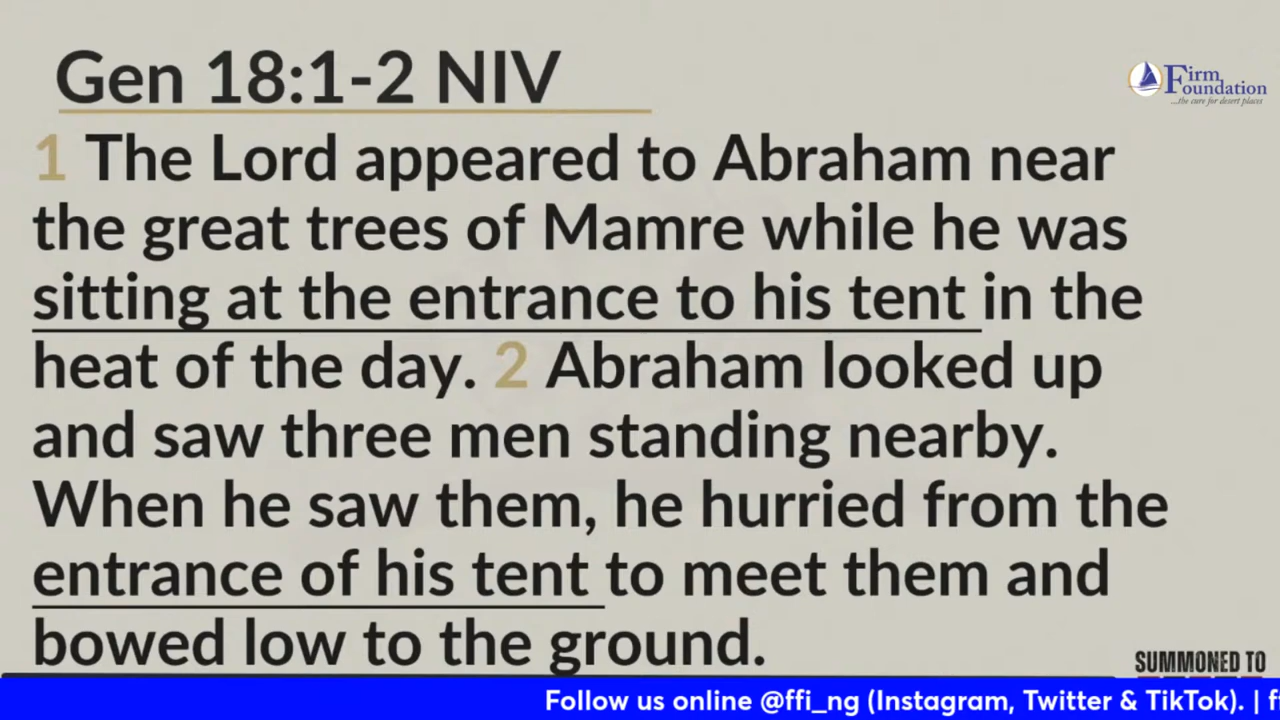 Gen 18:1-2 NIV
Firm
Foundation
...the cure for desert places
1 The Lord appeared to Abraham near
the great trees of Mamre while he was
sitting at the entrance to his tent in the
heat of the day. 2 Abraham looked up
and saw three men standing nearby.
When he saw them, he hurried from the
entrance of his tent to meet them and
bowed low to the ground.
SUMMONED TO
Follow us online @ffi_ng (Instagram, Twitter & TikTok). | f